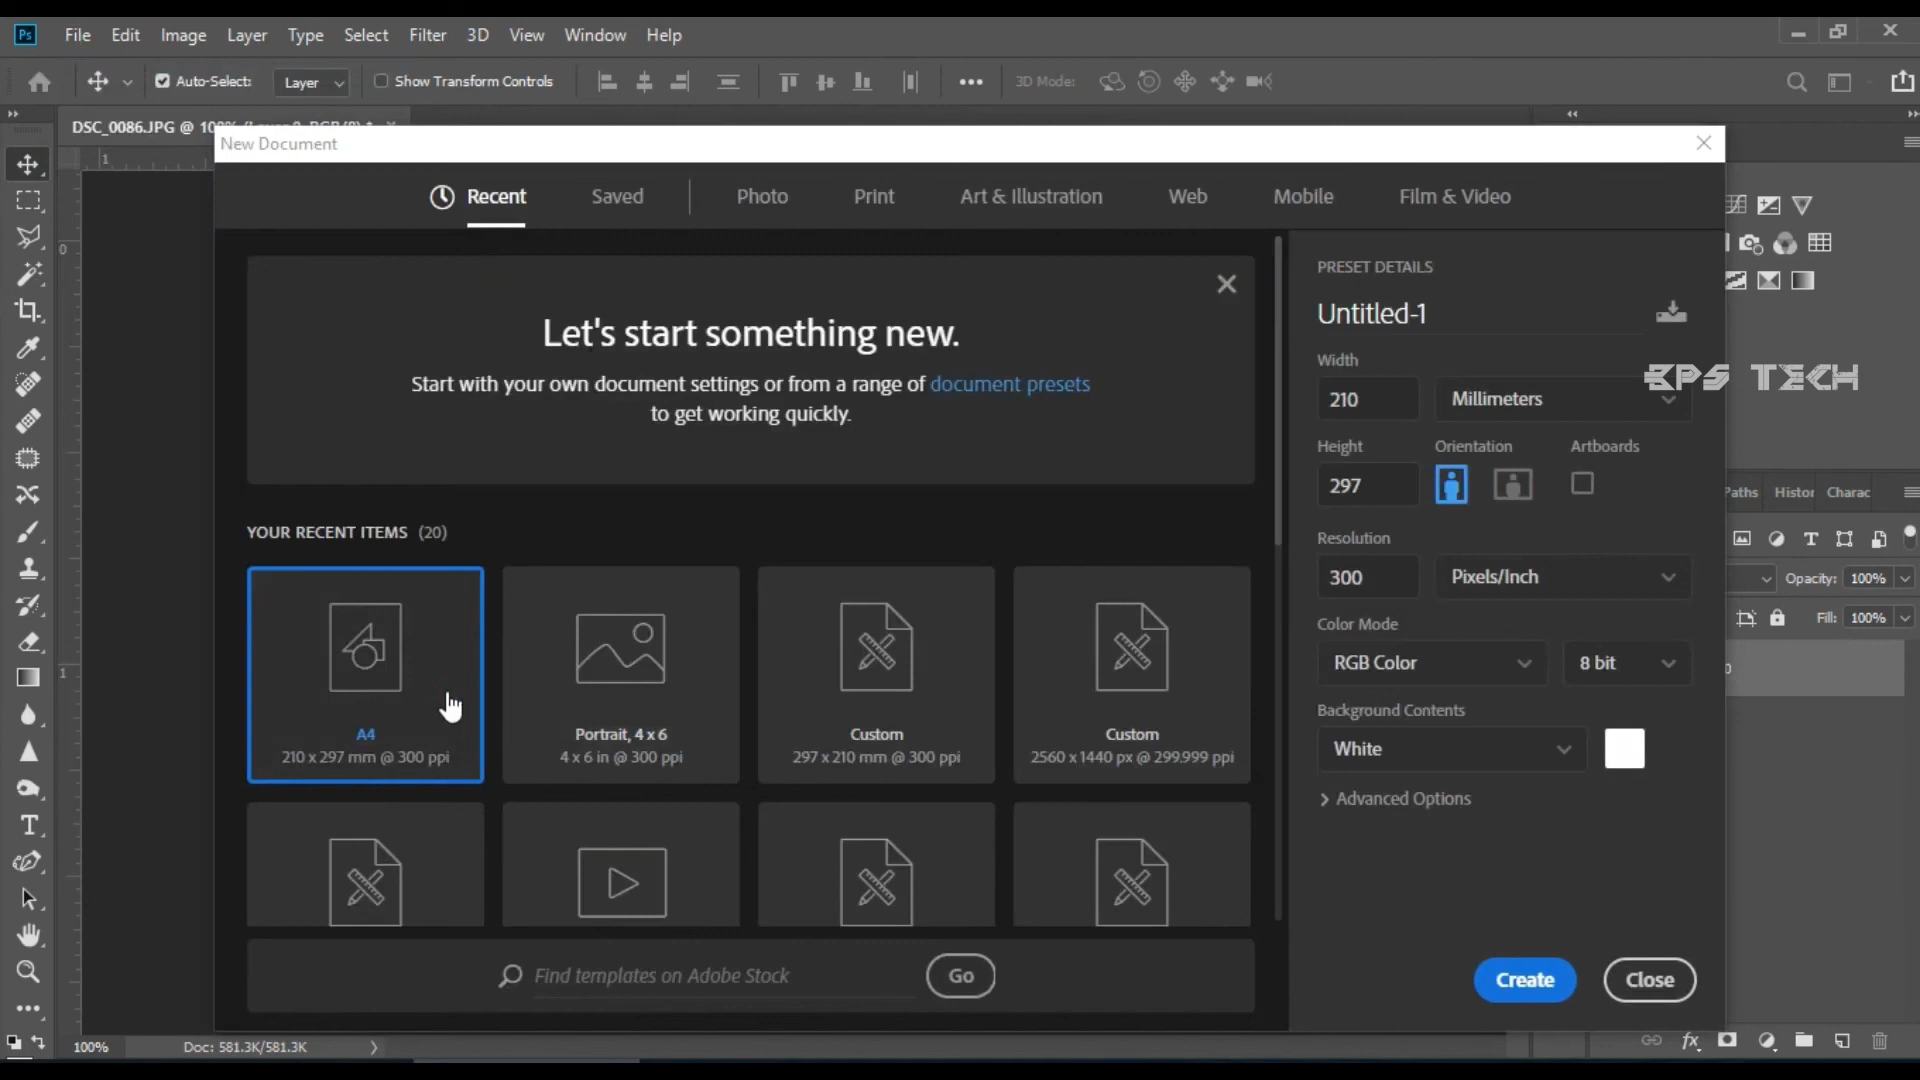 Ps File Edit Image Layer Type Select Filter 3D View Window Help
Auto-Select: Layer Show Transform Controls 3D Mode:
DSC_0086.JPG @ 100%
New Document
Recent Saved Photo Print Art & Illustration Web Mobile Film & Video
Let's start something new.
Start with your own document settings or from a range of document presets
to get working quickly.
YOUR RECENT ITEMS (20)
A4
210 x 297 mm @ 300 ppi
Portrait, 4 x 6
4 x 6 in @ 300 ppi
Custom
297 x 210 mm @ 300 ppi
Custom
2560 x 1440 px @ 299.999 ppi
Find templates on Adobe Stock Go
PRESET DETAILS
Untitled-1
Width
210 Millimeters
EPS TECH
Height Orientation Artboards
297
Resolution
300 Pixels/Inch
Color Mode
RGB Color 8 bit
Background Contents
White
Advanced Options
Create Close
Paths Histor Charac
Opacity: 100%
Fill: 100%
1
0
1
100% Doc: 581.3K/581.3K
fx